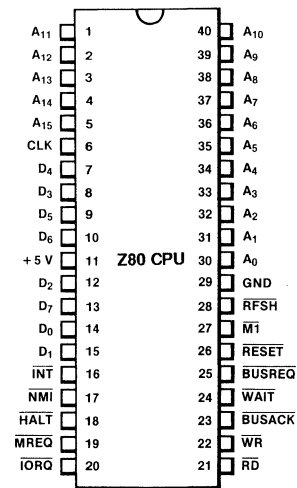 A11 1 40 A10
A12 2 39 A9
A13 3 38 A8
A14 4 37 A7
A15 5 36 A6
CLK 6 35 A5
D4 7 34 A4
D3 8 33 A3
D5 9 32 A2
D6 10 31 A1
+5 V 11 Z80 CPU 30 A0
D2 12 29 GND
D7 13 28 RFSH
D0 14 27 M1
D1 15 26 RESET
INT 16 25 BUSREQ
NMI 17 24 WAIT
HALT 18 23 BUSACK
MREQ 19 22 WR
IORQ 20 21 RD